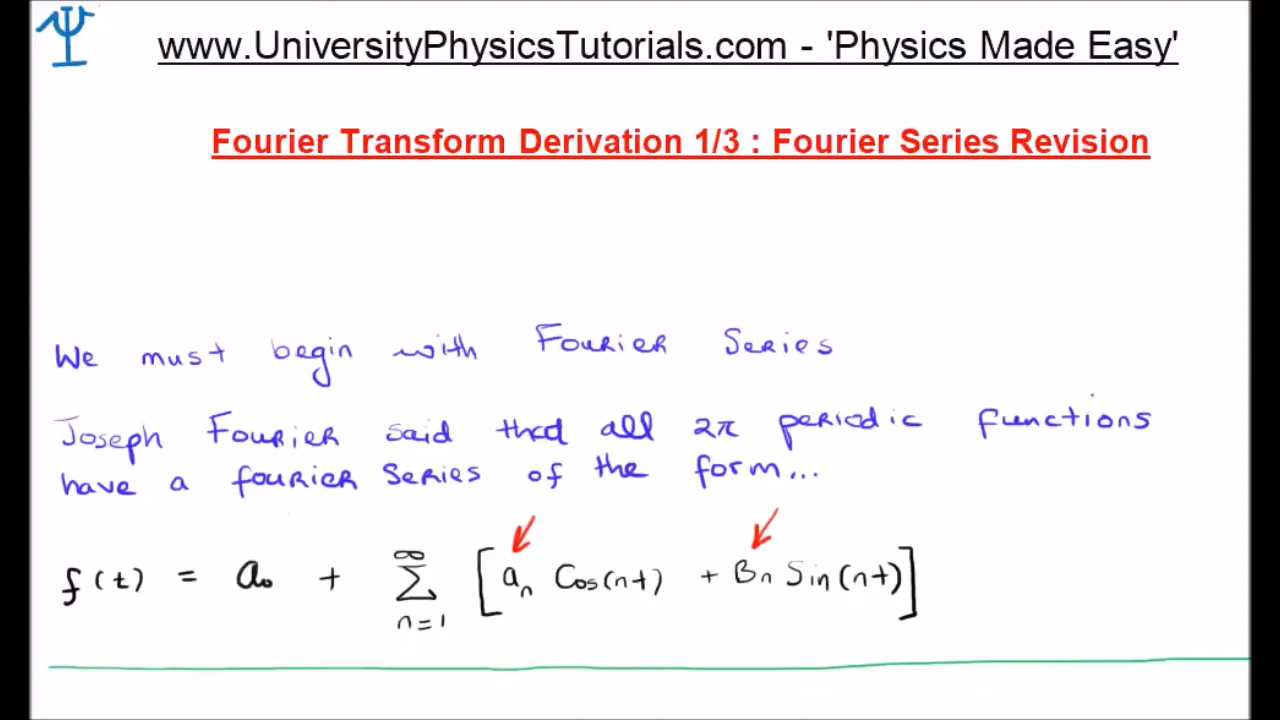 www.UniversityPhysicsTutorials.com - 'Physics Made Easy'
Fourier Transform Derivation 1/3 : Fourier Series Revision
We must begin with Fourier Series
Joseph Fourier said that all 2π periodic functions
have a fourier Series of the form...
f(t) = a₀ + ∞∑n=1 [aₙ Cos(nt) + Bₙ Sin(nt)]